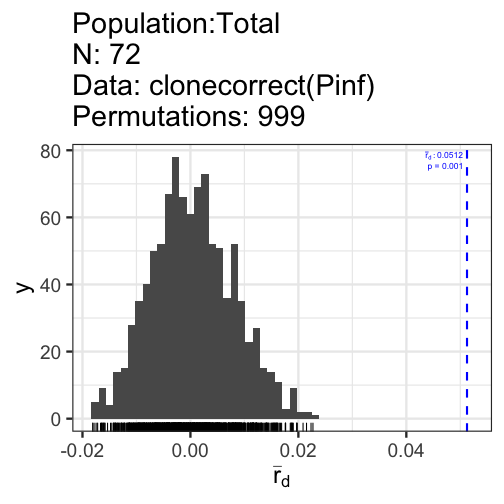 Population:Total
N: 72
Data: clonecorrect(Pinf)
Permutations: 999
r̄d : 0.0512
p = 0.001
80
60
40
20
0
y
-0.02 0.00 0.02 0.04
r̄d